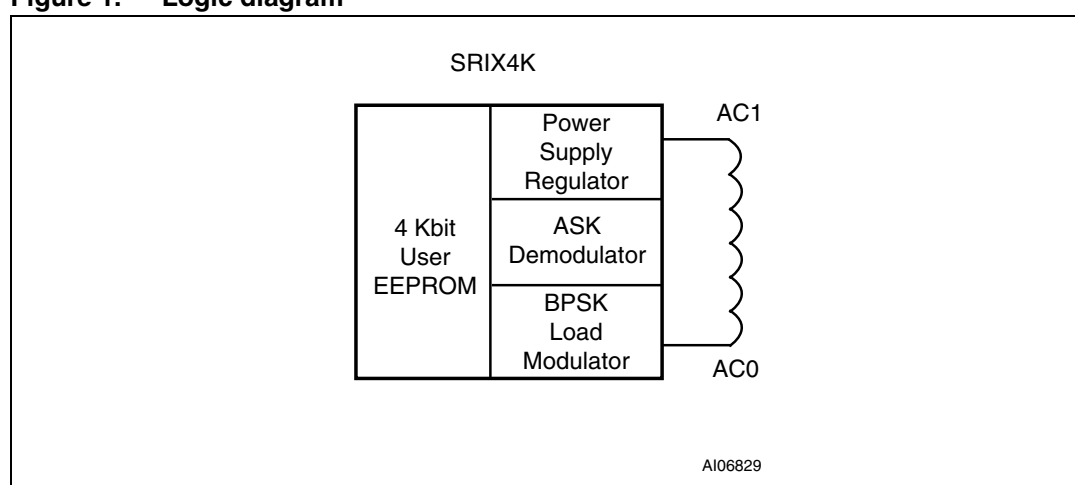 Figure 1. Logic diagram
SRIX4K
AC1
Power
Supply
Regulator
4 Kbit
User
EEPROM
ASK
Demodulator
BPSK
Load
Modulator
AC0
AI06829